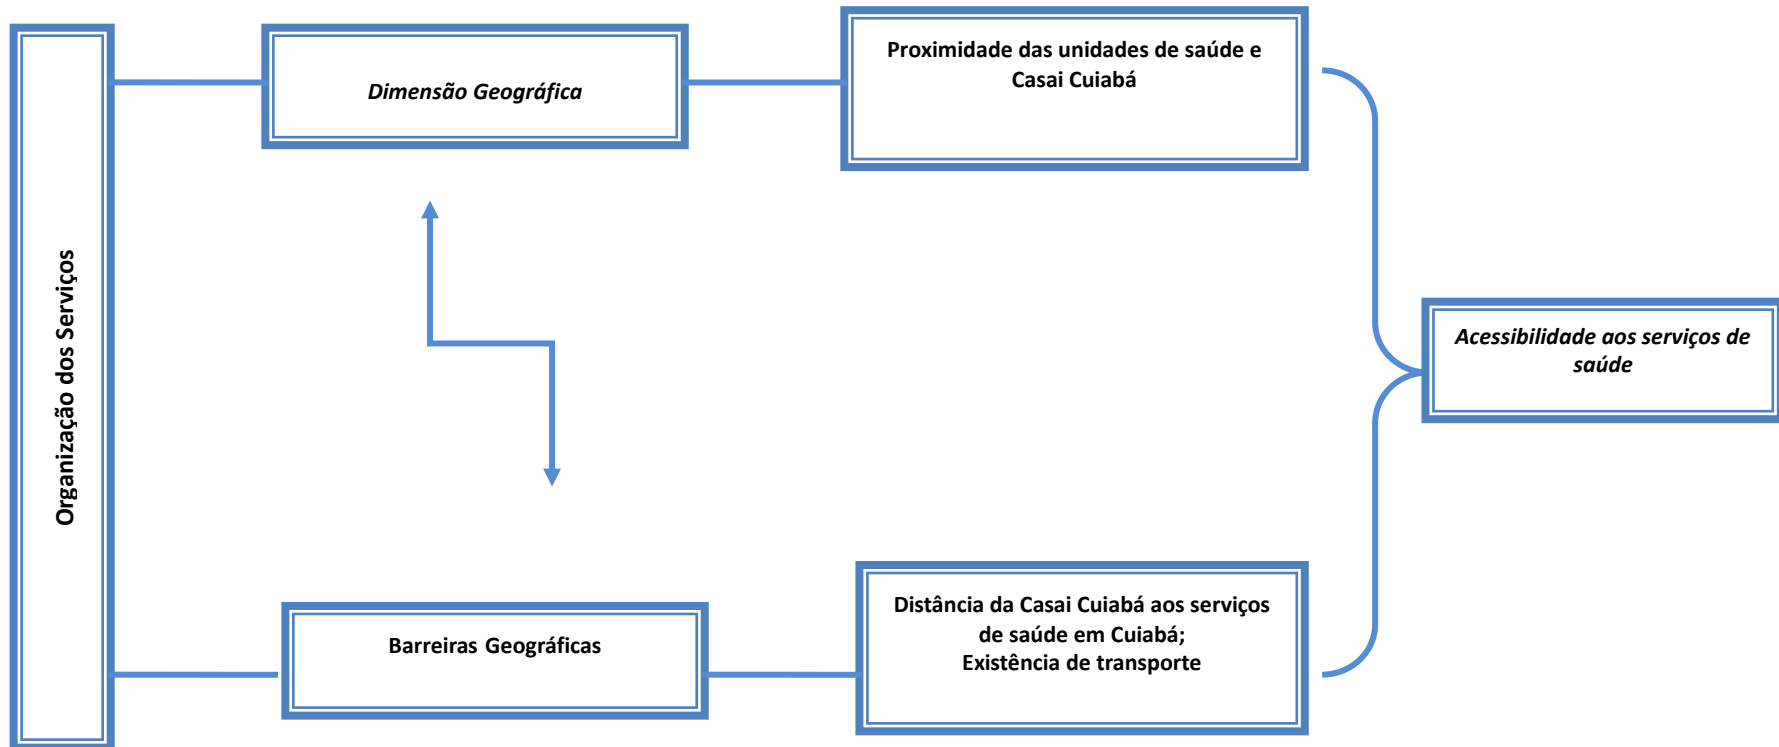 Organização dos Serviços
Dimensão Geográfica
Proximidade das unidades de saúde e
Casai Cuiabá
Acessibilidade aos serviços de
saúde
Barreiras Geográficas
Distância da Casai Cuiabá aos serviços
de saúde em Cuiabá;
Existência de transporte